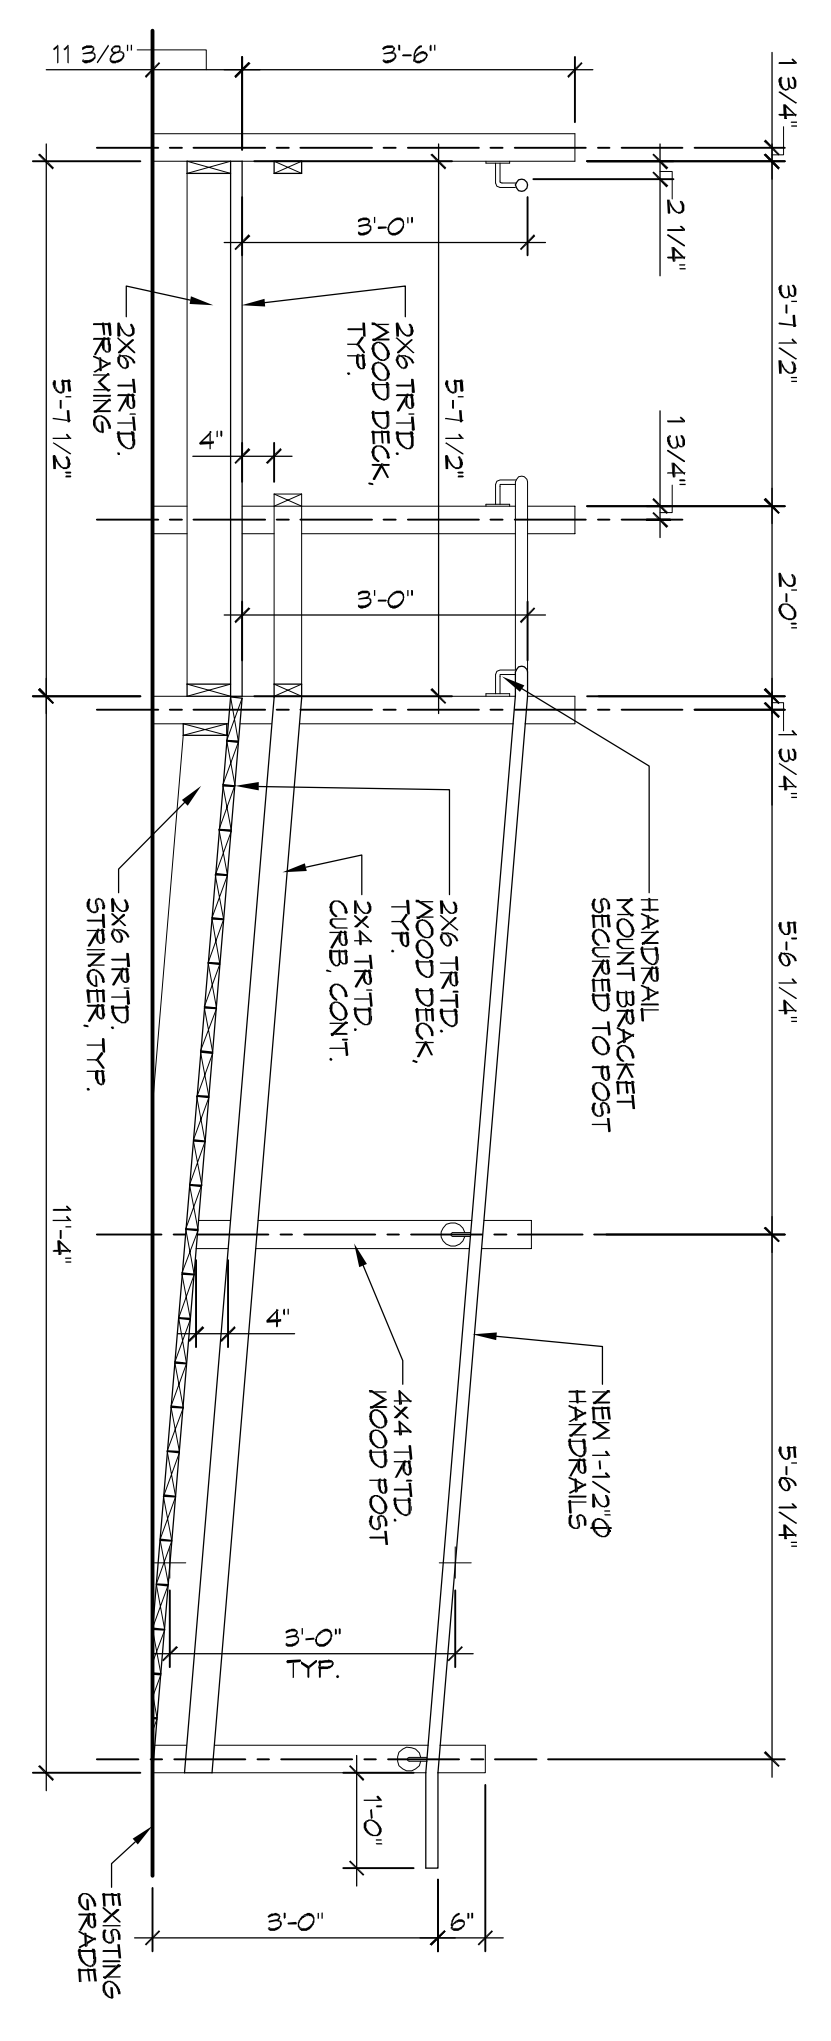 11 3/8"
3'-6"
1 3/4"
2 1/4"
3'-0"
3'-7 1/2"
2X6 TR'TD.
FRAMING
2X6 TR'TD.
WOOD DECK,
TYP.
5'-7 1/2"
5'-7 1/2"
4"
1 3/4"
3'-0"
2'-0"
1 3/4"
HANDRAIL
MOUNT BRACKET
SECURED TO POST
2X6 TR'TD.
WOOD DECK,
TYP.
2X4 TR'TD.
CURB, CON'T.
2X6 TR'TD.
STRINGER, TYP.
5'-6 1/4"
11'-4"
4"
4x4 TR'TD.
WOOD POST
NEW 1-1/2"Φ
HANDRAILS
5'-6 1/4"
3'-0"
TYP.
1'-0"
3'-0"
6"
EXISTING
GRADE